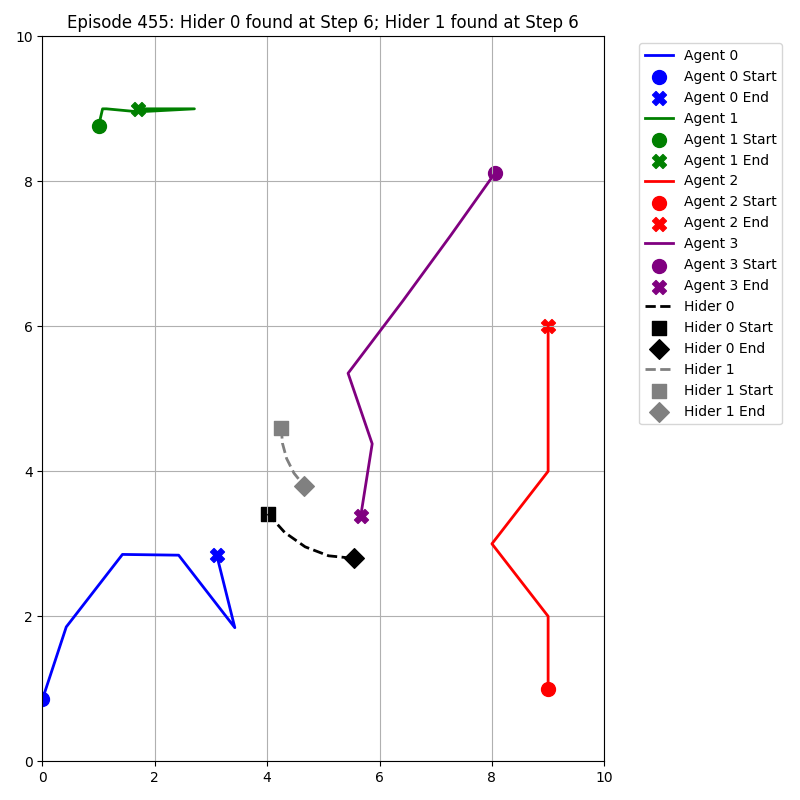 Episode 455: Hider 0 found at Step 6; Hider 1 found at Step 6
10
8
6
4
2
0
0
2
4
6
8
10
Agent 0
Agent 0 Start
Agent 0 End
Agent 1
Agent 1 Start
Agent 1 End
Agent 2
Agent 2 Start
Agent 2 End
Agent 3
Agent 3 Start
Agent 3 End
Hider 0
Hider 0 Start
Hider 0 End
Hider 1
Hider 1 Start
Hider 1 End